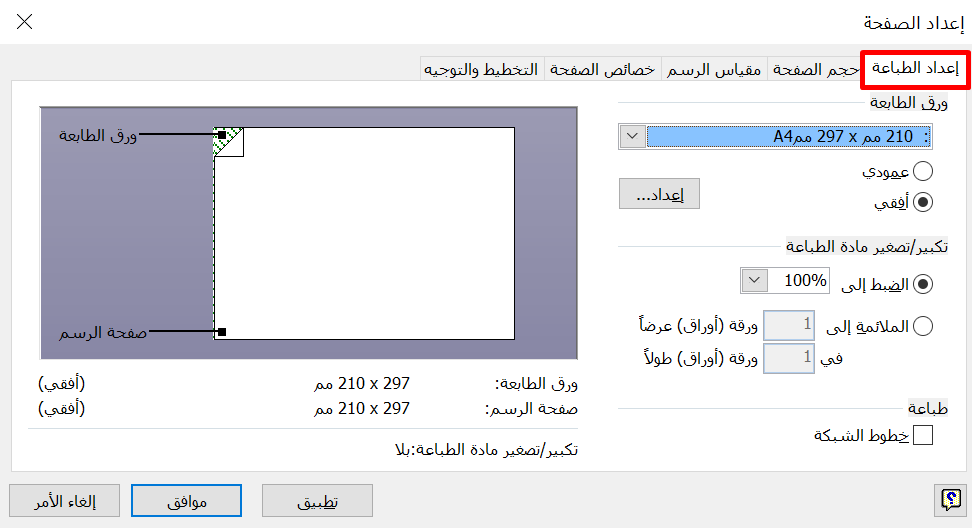 إعداد الصفحة
إعداد الطباعة
حجم الصفحة
مقياس الرسم
خصائص الصفحة
التخطيط والتوجيه
ورق الطابعة
A4مم 297 x مم 210 :
عمودي
أفقي
إعداد...
تكبير/تصغير مادة الطباعة
الضبط إلى 100%
الملائمة إلى 1 ورقة (أوراق) عرضاً
في 1 ورقة (أوراق) طولاً
طباعة
خطوط الشبكة
ورق الطابعة
صفحة الرسم
ورق الطابعة: 297 x 210 مم (أفقي)
صفحة الرسم: 297 x 210 مم (أفقي)
تكبير/تصغير مادة الطباعة:بلا
تطبيق
موافق
إلغاء الأمر